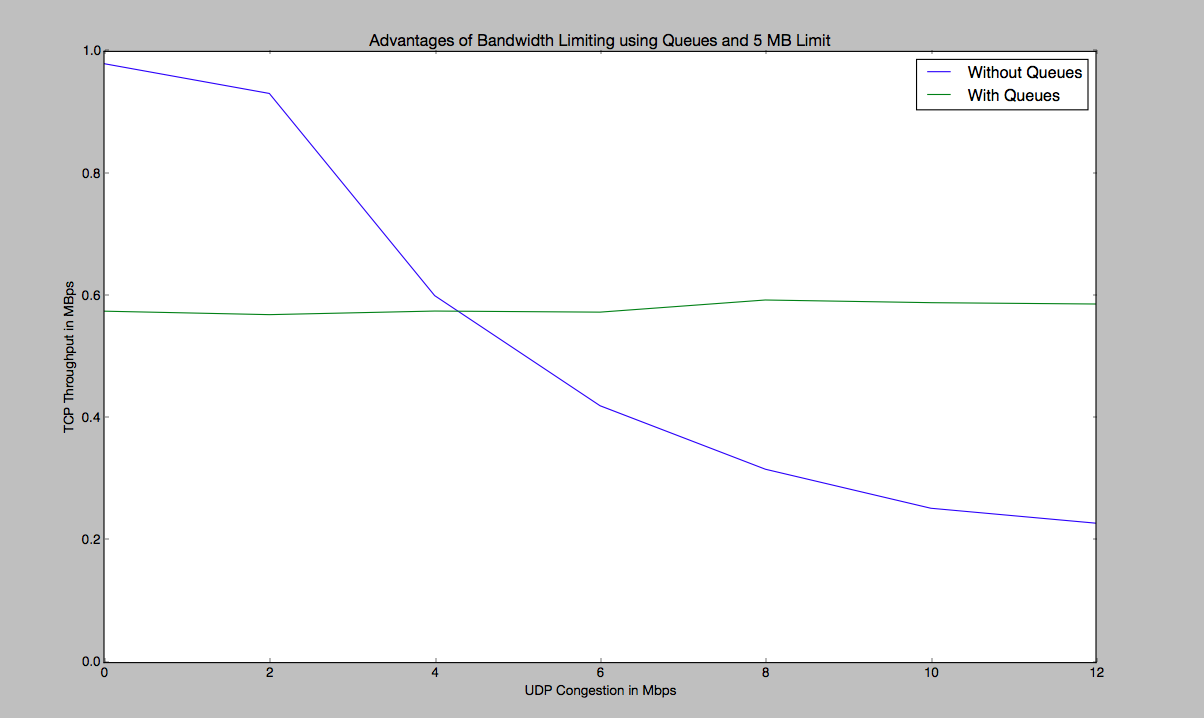 Advantages of Bandwidth Limiting using Queues and 5 MB Limit
1.0
0.8
0.6
0.4
0.2
0.0
TCP Throughput in MBps
Without Queues
With Queues
0 2 4 6 8 10 12
UDP Congestion in Mbps